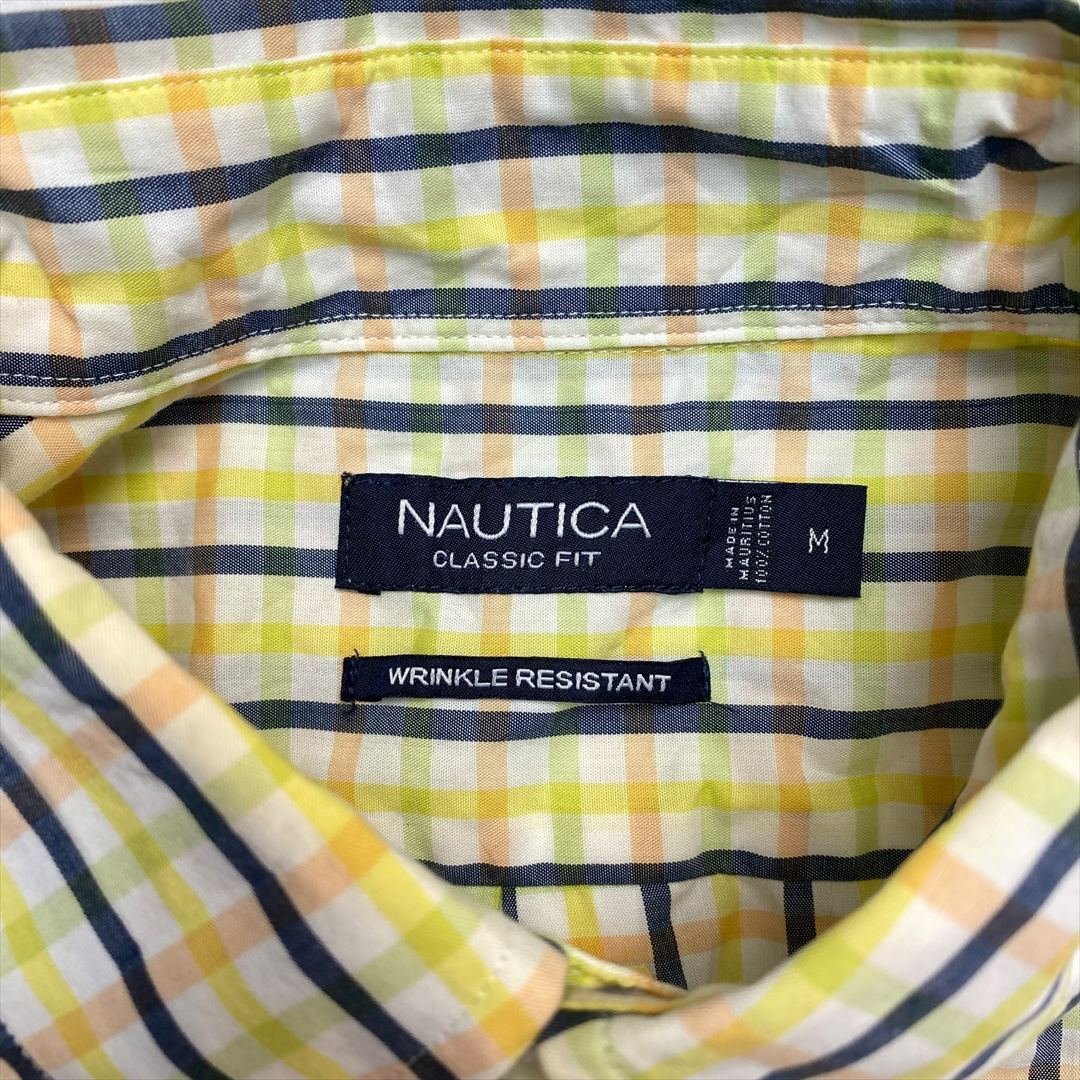 NAUTICA
CLASSIC FIT
MADE IN
MAURITIUS
100% COTTON
M
WRINKLE RESISTANT